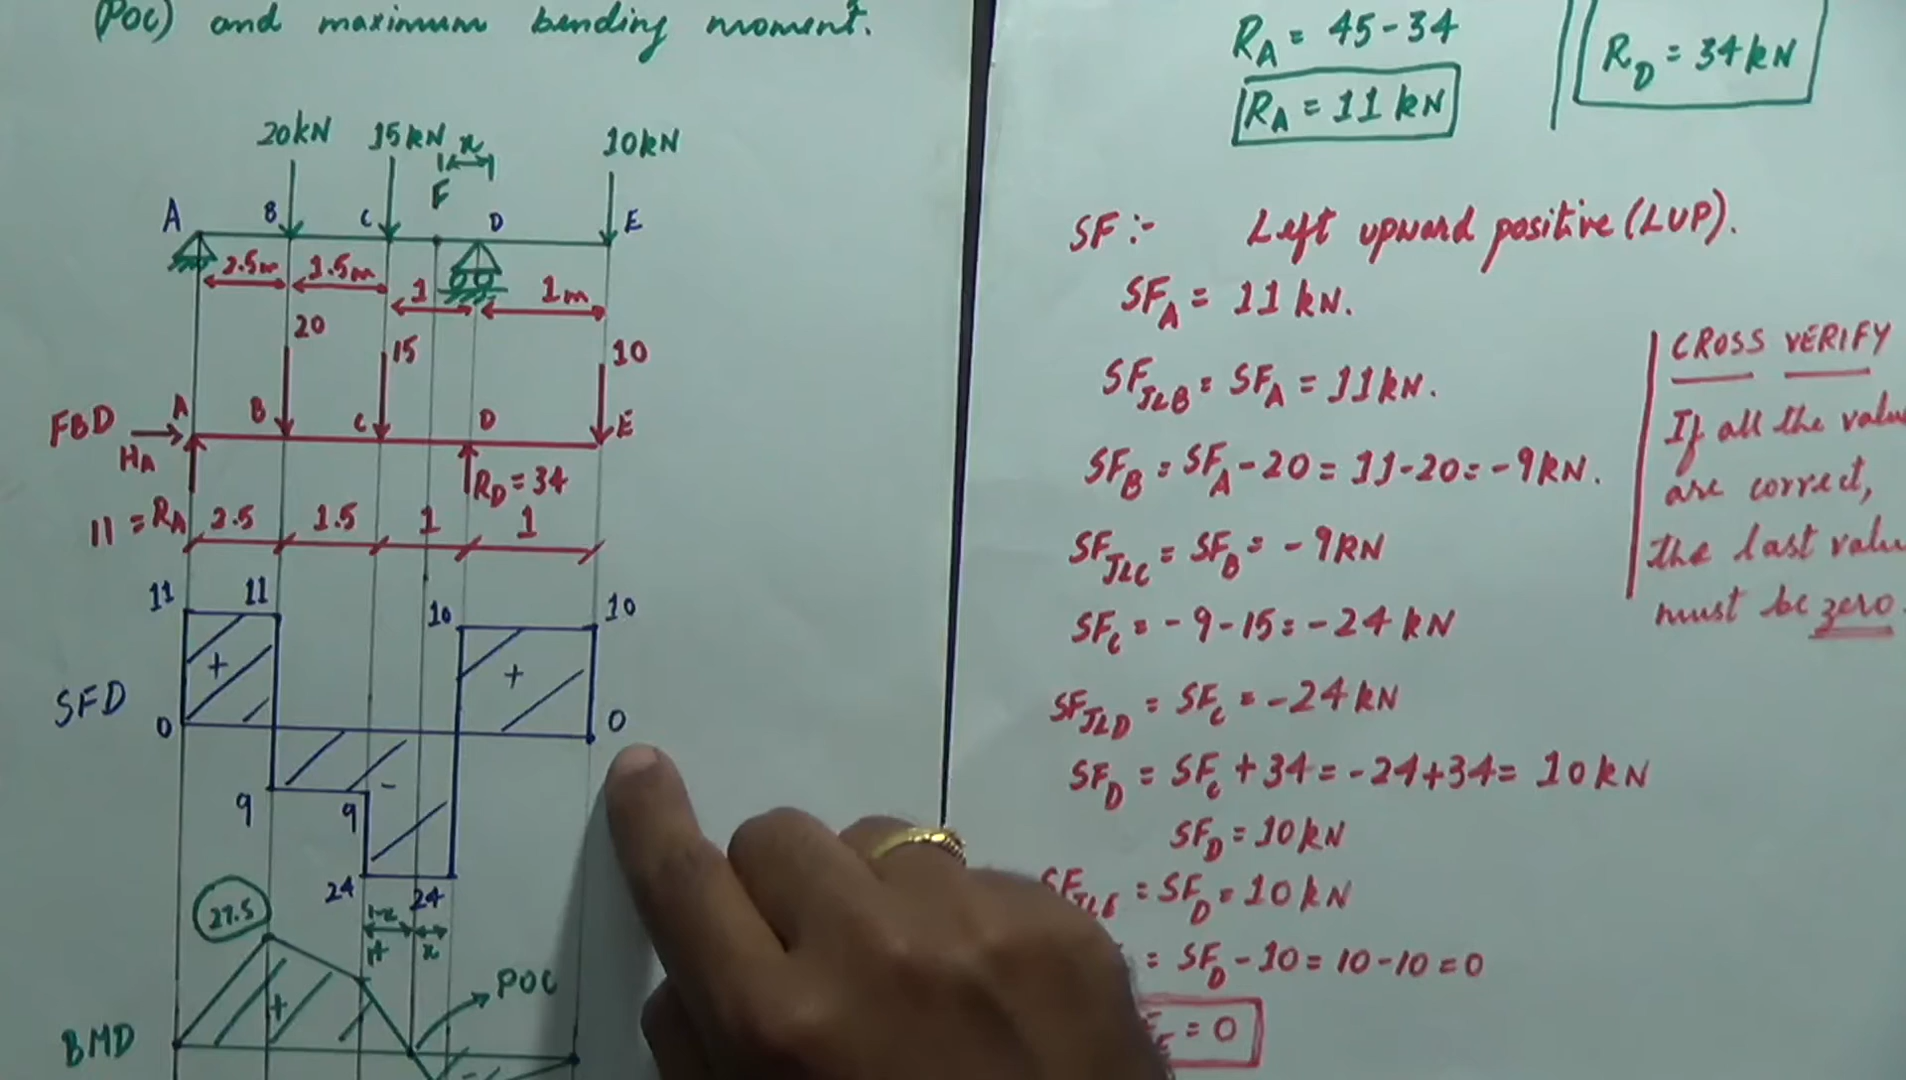 (POC) and maximum bending moment.
20kN 15kN x 10kN
F
A B C D E
2.5m 1.5m 1 1m
20 15 10
FBD A B C D E
HA
RD = 34
11 = RA 2.5 1.5 1 1
11 11 10 10
+ +
SFD 0 0
9 9 -
24 24
1-x x
27.5
14
+ POC
BMD
-
RA = 45-34
RA = 11 kN
RD = 34 kN
SF :- Left upward positive (LUP).
SFA = 11 kN.
SFJLB = SFA = 11 kN.
SFB = SFA - 20 = 11-20 = -9 kN.
SFJLC = SFB = -9 kN
SFC = -9-15 = -24 kN
SFJLD = SFC = -24 kN
SFD = SFC + 34 = -24+34 = 10 kN
SFD = 10 kN
SFJLE = SFD = 10 kN
= SFD - 10 = 10-10 = 0
E = 0
CROSS VERIFY
If all the valu
are correct,
the last valu
must be zero.